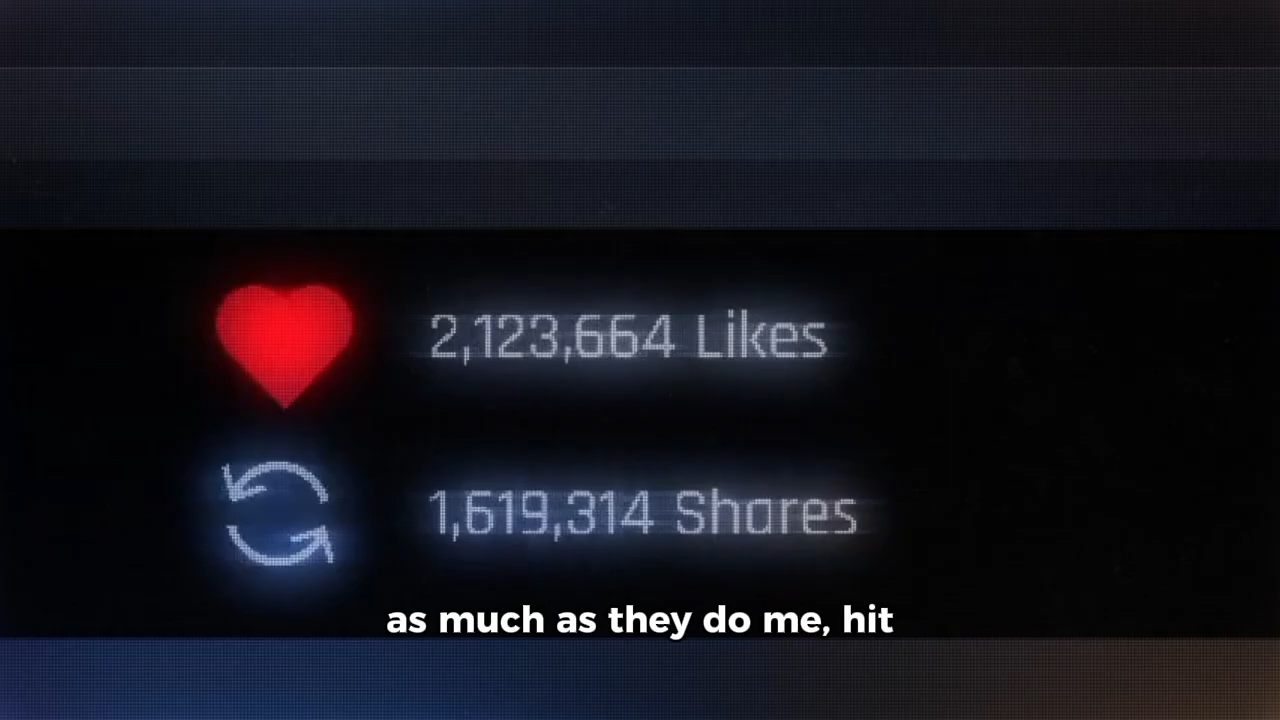 2,123,664 Likes
1,619,314 Shares
as much as they do me, hit